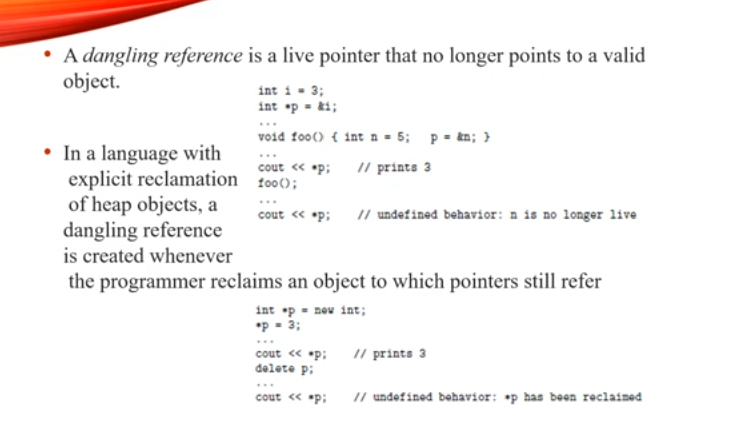 • A dangling reference is a live pointer that no longer points to a valid
object.
int i = 3;
int *p = &i;
...
void foo() { int n = 5;   p = &n; }
...
cout << *p;    // prints 3
foo();
...
cout << *p;    // undefined behavior: n is no longer live
• In a language with
explicit reclamation
of heap objects, a
dangling reference
is created whenever
the programmer reclaims an object to which pointers still refer
int *p = new int;
*p = 3;
...
cout << *p;    // prints 3
delete p;
...
cout << *p;    // undefined behavior: *p has been reclaimed